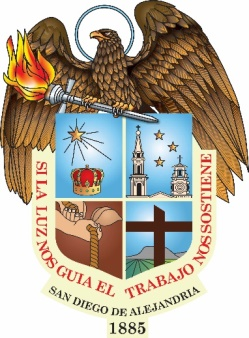 SI LA LUZ NOS GUIA EL TRABAJO NOS SOSTIENE
SAN DIEGO DE ALEJANDRIA
1885